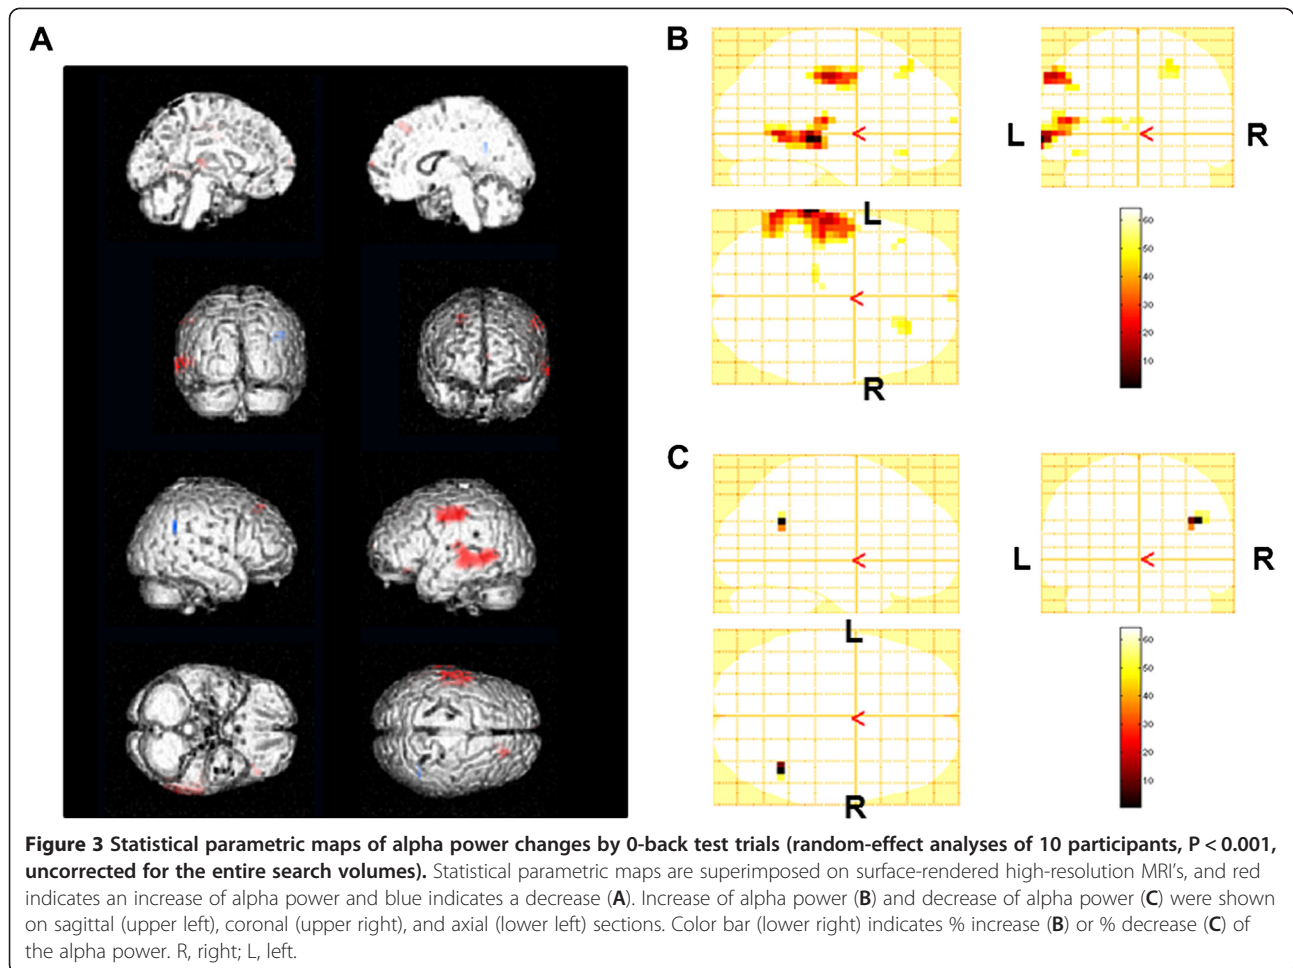 A
B
L
R
L
R
60
50
40
30
20
10
C
L
R
L
R
60
50
40
30
20
10
Figure 3 Statistical parametric maps of alpha power changes by 0-back test trials (random-effect analyses of 10 participants, P < 0.001,
uncorrected for the entire search volumes). Statistical parametric maps are superimposed on surface-rendered high-resolution MRI's, and red
indicates an increase of alpha power and blue indicates a decrease (A). Increase of alpha power (B) and decrease of alpha power (C) were shown
on sagittal (upper left), coronal (upper right), and axial (lower left) sections. Color bar (lower right) indicates % increase (B) or % decrease (C) of
the alpha power. R, right; L, left.